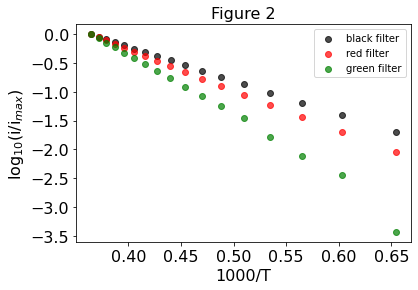 Figure 2
black filter
red filter
green filter
log₁₀(i/iₘₐₓ)
0.0
−0.5
−1.0
−1.5
−2.0
−2.5
−3.0
−3.5
0.40
0.45
0.50
0.55
0.60
0.65
1000/T